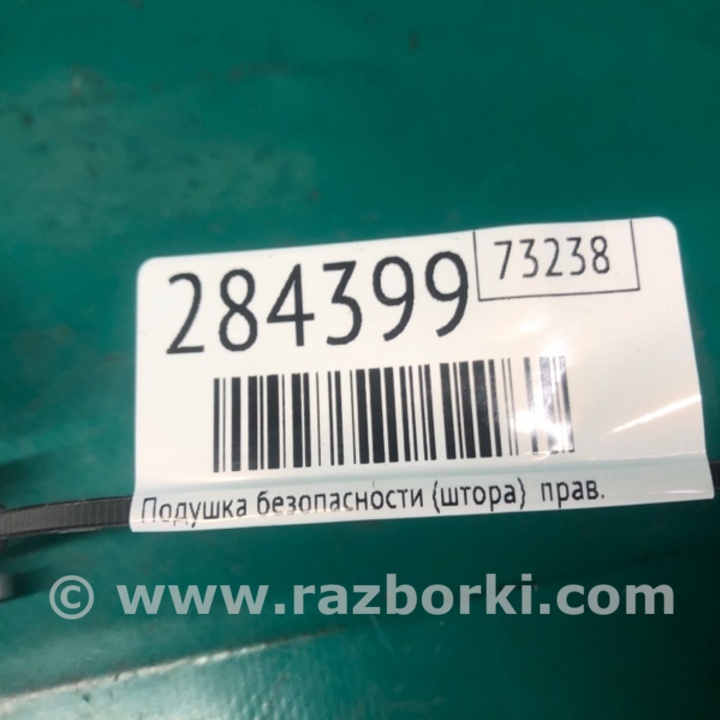 284399
73238
Подушка безопасности (штора) прав.
© www.razborki.com